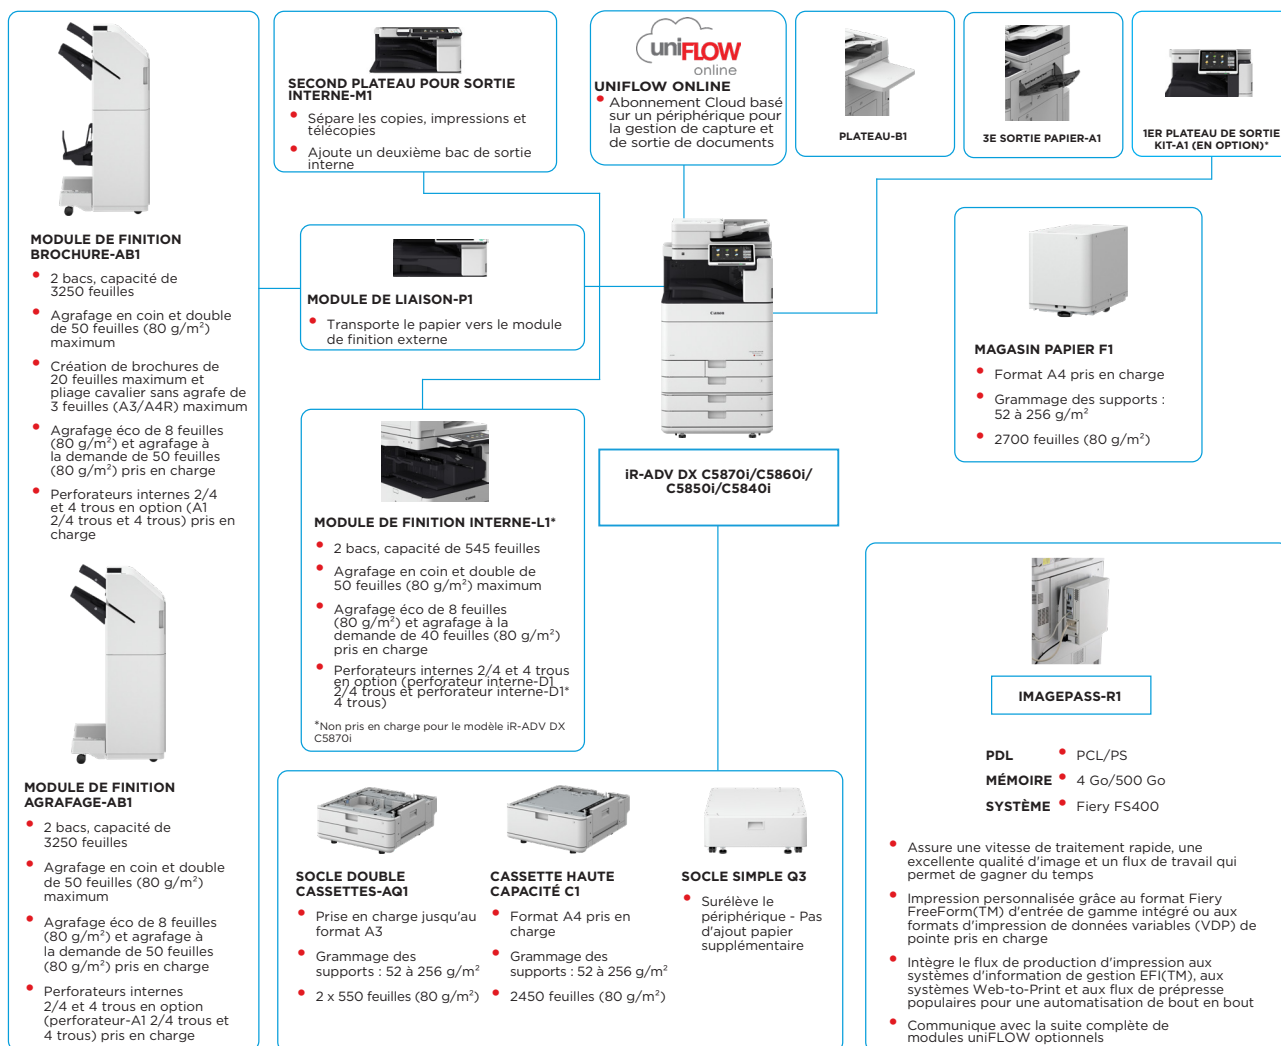 MODULE DE FINITION
BROCHURE-AB1
2 bacs, capacité de
3250 feuilles
Agrafage en coin et double
de 50 feuilles (80 g/m²)
maximum
Création de brochures de
20 feuilles maximum et
pliage cavalier sans agrafe de
3 feuilles (A3/A4R) maximum
Agrafage éco de 8 feuilles
(80 g/m²) et agrafage à
la demande de 50 feuilles
(80 g/m²) pris en charge
Perforateurs internes 2/4
et 4 trous en option (A1
2/4 trous et 4 trous) pris en
charge
MODULE DE FINITION
AGRAFAGE-AB1
2 bacs, capacité de
3250 feuilles
Agrafage en coin et double
de 50 feuilles (80 g/m²)
maximum
Agrafage éco de 8 feuilles
(80 g/m²) et agrafage à
la demande de 50 feuilles
(80 g/m²) pris en charge
Perforateurs internes
2/4 et 4 trous en option
(perforateur-A1 2/4 trous et
4 trous) pris en charge
SECOND PLATEAU POUR SORTIE
INTERNE-M1
Sépare les copies, impressions et
télécopies
Ajoute un deuxième bac de sortie
interne
uniFLOW
online
UNIFLOW ONLINE
Abonnement Cloud basé
sur un périphérique pour
la gestion de capture et
de sortie de documents
PLATEAU-B1
3E SORTIE PAPIER-A1
1ER PLATEAU DE SORTIE
KIT-A1 (EN OPTION)*
MODULE DE LIAISON-P1
Transporte le papier vers le module
de finition externe
Canon
iR-ADV DX C5870i/C5860i/
C5850i/C5840i
MAGASIN PAPIER F1
Format A4 pris en charge
Grammage des supports :
52 à 256 g/m²
2700 feuilles (80 g/m²)
MODULE DE FINITION INTERNE-L1*
2 bacs, capacité de 545 feuilles
Agrafage en coin et double de
50 feuilles (80 g/m²) maximum
Agrafage éco de 8 feuilles
(80 g/m²) et agrafage à la
demande de 40 feuilles (80 g/m²)
pris en charge
Perforateurs internes 2/4 et 4 trous
en option (perforateur interne-D1
2/4 trous et perforateur interne-D1*
4 trous)
*Non pris en charge pour le modèle iR-ADV DX
C5870i
SOCLE DOUBLE
CASSETTES-AQ1
Prise en charge jusqu'au
format A3
Grammage des
supports : 52 à 256 g/m²
2 x 550 feuilles (80 g/m²)
CASSETTE HAUTE
CAPACITÉ C1
Format A4 pris en
charge
Grammage des
supports : 52 à 256 g/m²
2450 feuilles (80 g/m²)
SOCLE SIMPLE Q3
Surélève le
périphérique - Pas
d'ajout papier
supplémentaire
IMAGEPASS-R1
PDL PCL/PS
MÉMOIRE 4 Go/500 Go
SYSTÈME Fiery FS400
Assure une vitesse de traitement rapide, une
excellente qualité d'image et un flux de travail qui
permet de gagner du temps
Impression personnalisée grâce au format Fiery
FreeForm(TM) d'entrée de gamme intégré ou aux
formats d'impression de données variables (VDP) de
pointe pris en charge
Intègre le flux de production d'impression aux
systèmes d'information de gestion EFI(TM), aux
systèmes Web-to-Print et aux flux de prépresse
populaires pour une automatisation de bout en bout
Communique avec la suite complète de
modules uniFLOW optionnels